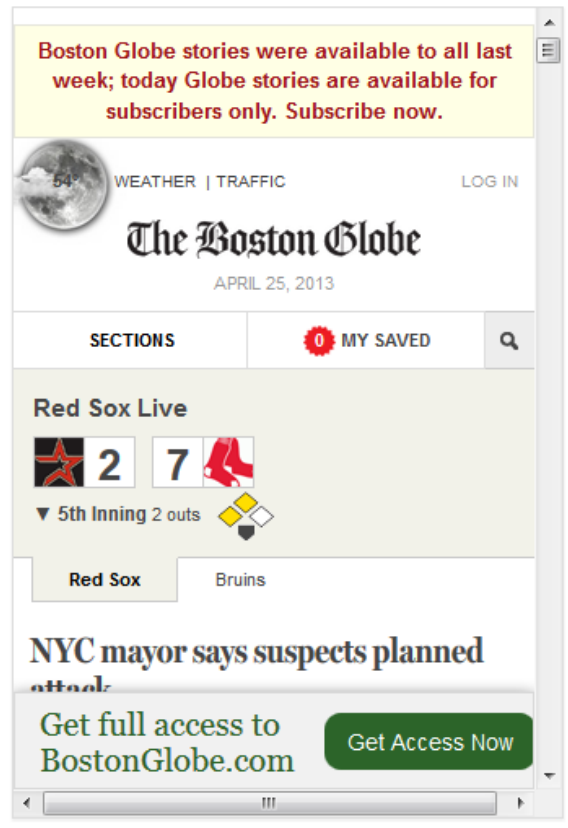 Boston Globe stories were available to all last
week; today Globe stories are available for
subscribers only. Subscribe now.
54° WEATHER | TRAFFIC LOG IN
The Boston Globe
APRIL 25, 2013
SECTIONS 0 MY SAVED
Red Sox Live
2 7
▼ 5th Inning 2 outs
Red Sox Bruins
NYC mayor says suspects planned
attack
Get full access to
BostonGlobe.com
Get Access Now